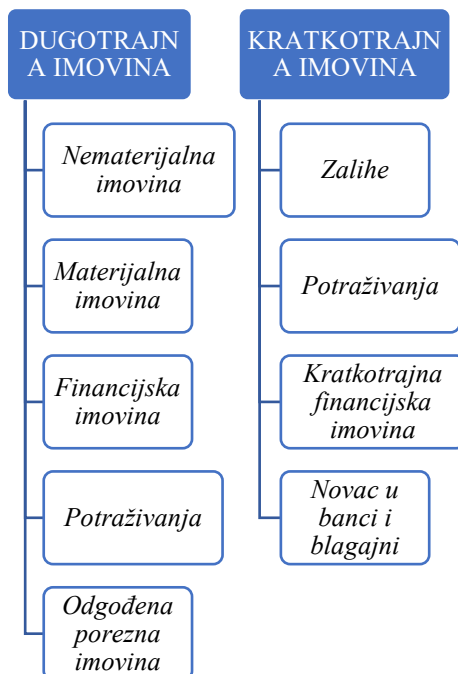 DUGOTRAJN
A IMOVINA
Nematerijalna
imovina
Materijalna
imovina
Financijska
imovina
Potraživanja
Odgođena
porezna
imovina
KRATKOTRAJN
A IMOVINA
Zalihe
Potraživanja
Kratkotrajna
financijska
imovina
Novac u
banci i
blagajni